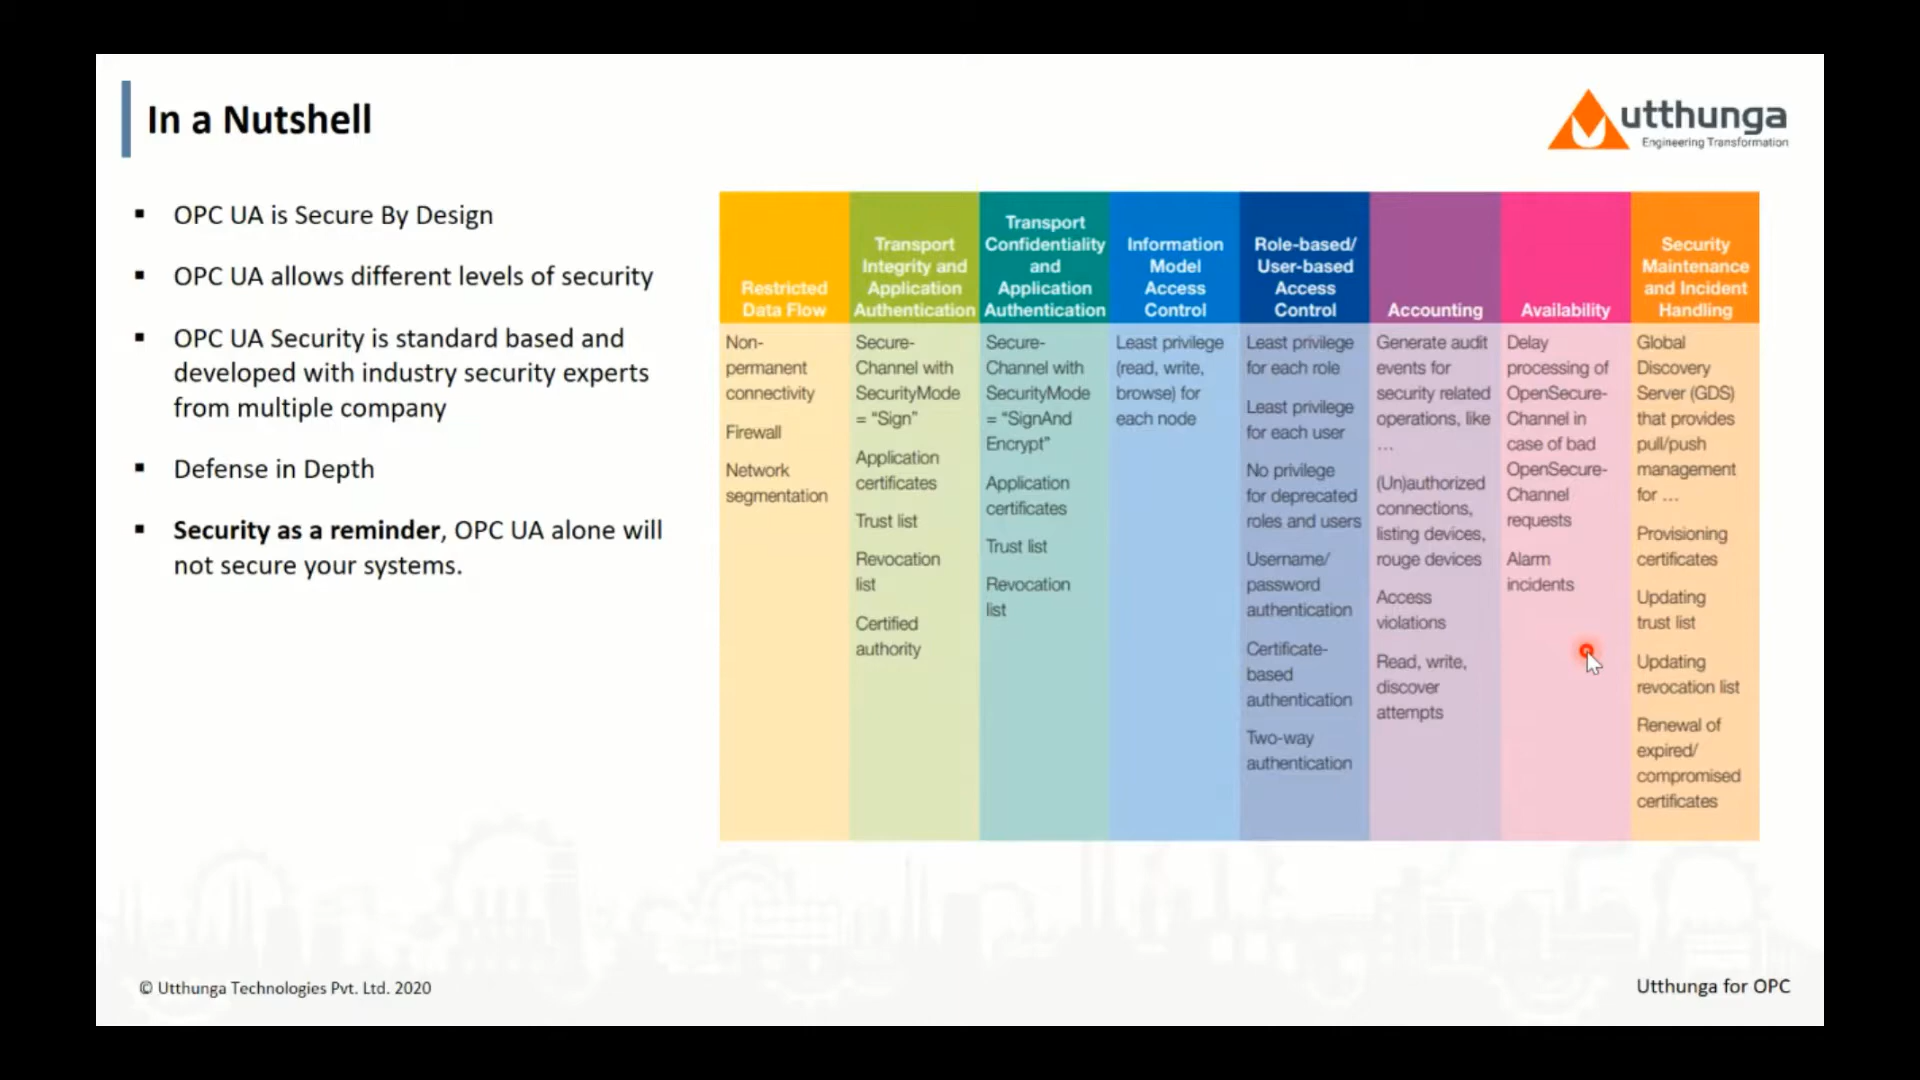 In a Nutshell
utthunga
Engineering Transformation
▪ OPC UA is Secure By Design
▪ OPC UA allows different levels of security
▪ OPC UA Security is standard based and
developed with industry security experts
from multiple company
▪ Defense in Depth
▪ Security as a reminder, OPC UA alone will
not secure your systems.
Restricted
Data Flow
Non-
permanent
connectivity
Firewall
Network
segmentation
Transport
Integrity and
Application
Authentication
Secure-
Channel with
SecurityMode
= “Sign”
Application
certificates
Trust list
Revocation
list
Certified
authority
Transport
Confidentiality
and
Application
Authentication
Secure-
Channel with
SecurityMode
= “SignAnd
Encrypt”
Application
certificates
Trust list
Revocation
list
Information
Model
Access
Control
Least privilege
(read, write,
browse) for
each node
Role-based/
User-based
Access
Control
Least privilege
for each role
Least privilege
for each user
No privilege
for deprecated
roles and users
Username/
password
authentication
Certificate-
based
authentication
Two-way
authentication
Accounting
Generate audit
events for
security related
operations, like
…
(Un)authorized
connections,
listing devices,
rouge devices
Access
violations
Read, write,
discover
attempts
Availability
Delay
processing of
OpenSecure-
Channel in
case of bad
OpenSecure-
Channel
requests
Alarm
incidents
Security
Maintenance
and Incident
Handling
Global
Discovery
Server (GDS)
that provides
pull/push
management
for …
Provisioning
certificates
Updating
trust list
Updating
revocation list
Renewal of
expired/
compromised
certificates
© Utthunga Technologies Pvt. Ltd. 2020
Utthunga for OPC